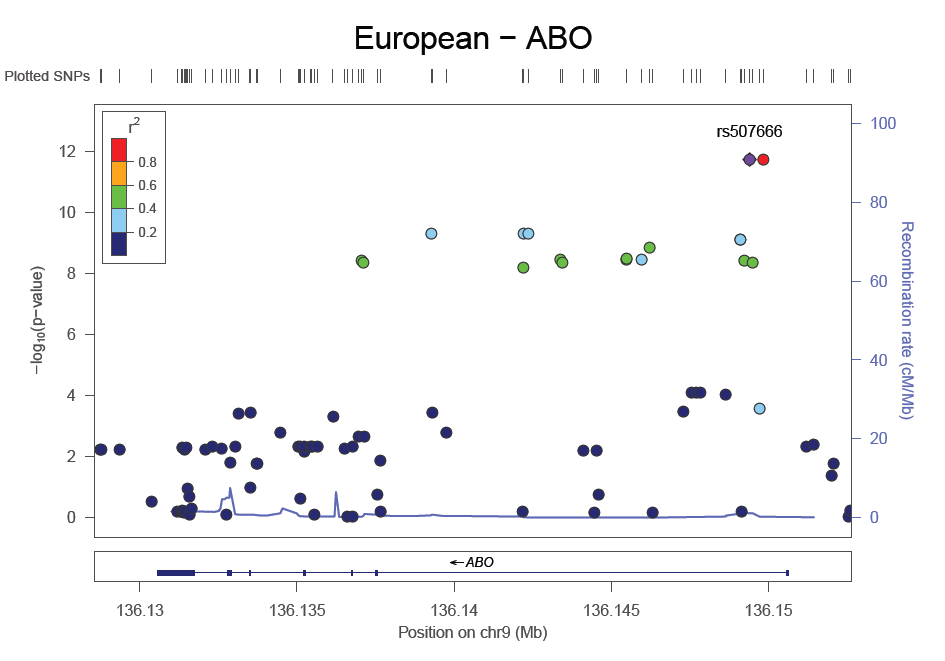 European − ABO
Plotted SNPs
r2
0.8
0.6
0.4
0.2
rs507666
12
10
8
6
4
2
0
−log10(p−value)
100
80
60
40
20
0
Recombination rate (cM/Mb)
←ABO
136.13 136.135 136.14 136.145 136.15
Position on chr9 (Mb)